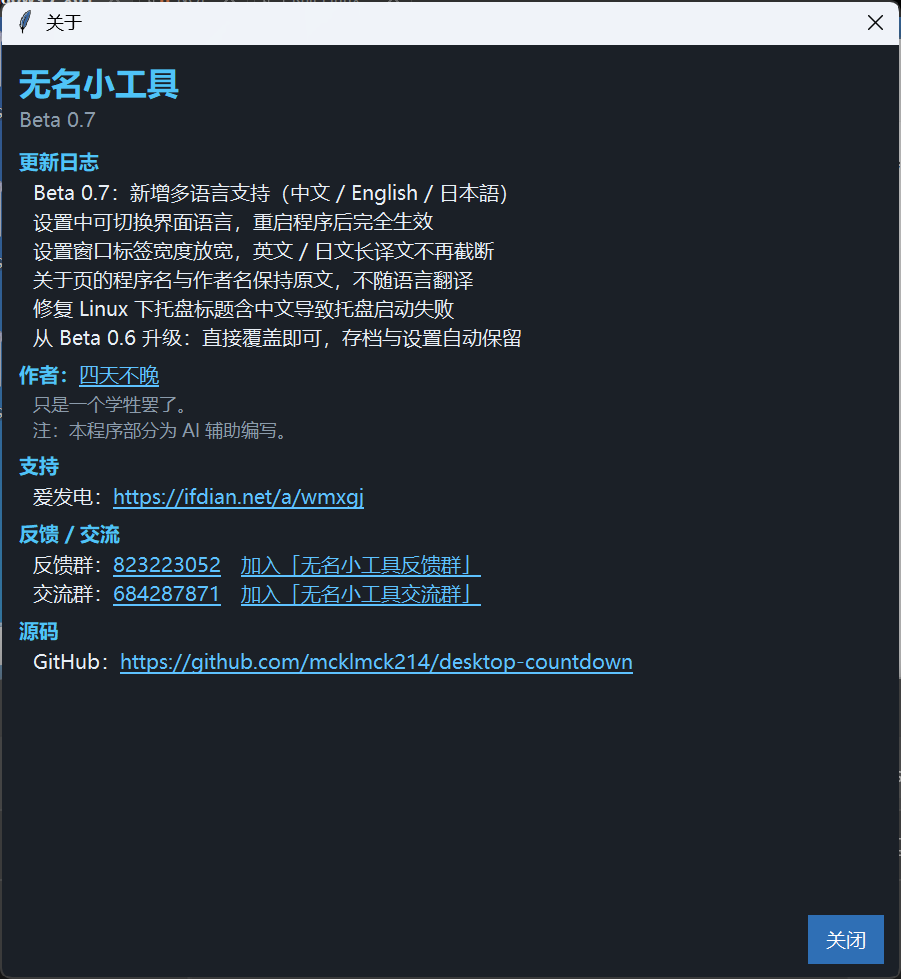 关于
无名小工具
Beta 0.7
更新日志
Beta 0.7：新增多语言支持（中文 / English / 日本語）
设置中可切换界面语言，重启程序后完全生效
设置窗口标签宽度放宽，英文 / 日文长译文不再截断
关于页的程序名与作者名保持原文，不随语言翻译
修复 Linux 下托盘标题含中文导致托盘启动失败
从 Beta 0.6 升级：直接覆盖即可，存档与设置自动保留
作者：四天不晚
只是一个学牲罢了。
注：本程序部分为 AI 辅助编写。
支持
爱发电：https://ifdian.net/a/wmxgj
反馈 / 交流
反馈群：823223052 加入「无名小工具反馈群」
交流群：684287871 加入「无名小工具交流群」
源码
GitHub：https://github.com/mcklmck214/desktop-countdown
关闭